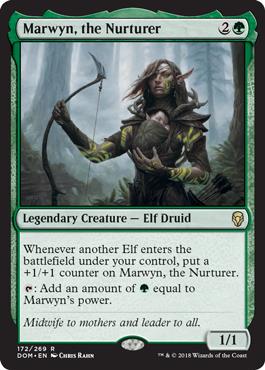 Marwyn, the Nurturer 2
Legendary Creature — Elf Druid
Whenever another Elf enters the
battlefield under your control, put a
+1/+1 counter on Marwyn, the Nurturer.
: Add an amount of equal to
Marwyn's power.
Midwife to mothers and leader to all.
1/1
172/269 R
DOM • EN Chris Rahn
™ & © 2018 Wizards of the Coast